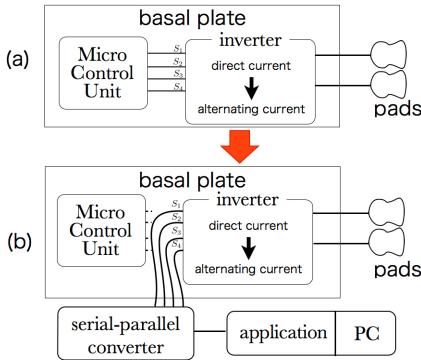 (a)
basal plate
Micro
Control
Unit
S₁
S₂
S₃
S₄
inverter
direct current
alternating current
pads
(b)
basal plate
Micro
Control
Unit
S₁
S₂
S₃
S₄
inverter
direct current
alternating current
pads
serial-parallel
converter
application
PC